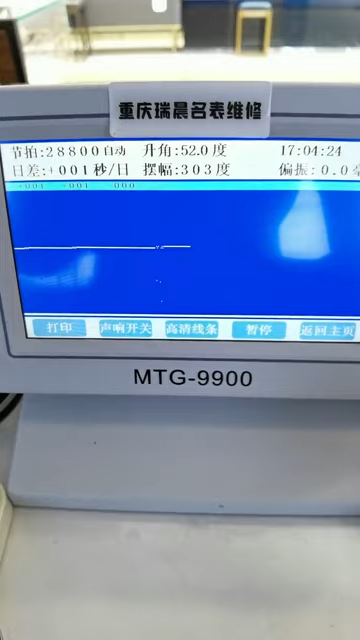 重庆瑞晨名表维修
节拍:28800自动 升角:52.0度 17:04:24
日差:+001秒/日 摆幅:303度 偏振:0.0
+001 +001 000
打印 声响开关 高清线条 暂停 返回主页
MTG-9900